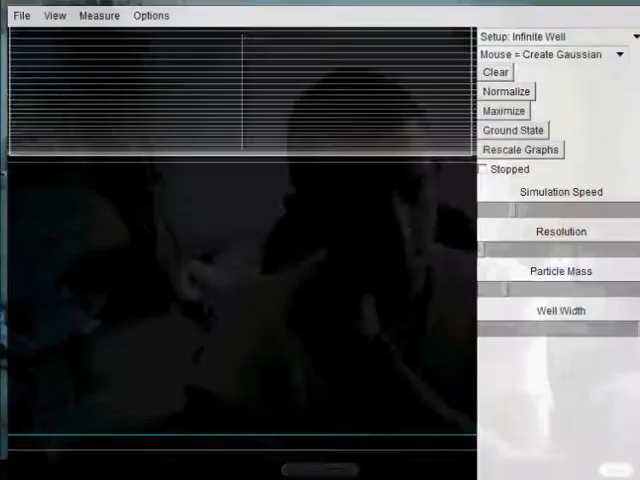 File View Measure Options
Setup: Infinite Well
Mouse = Create Gaussian
Clear
Normalize
Maximize
Ground State
Rescale Graphs
Stopped
Simulation Speed
Resolution
Particle Mass
Well Width